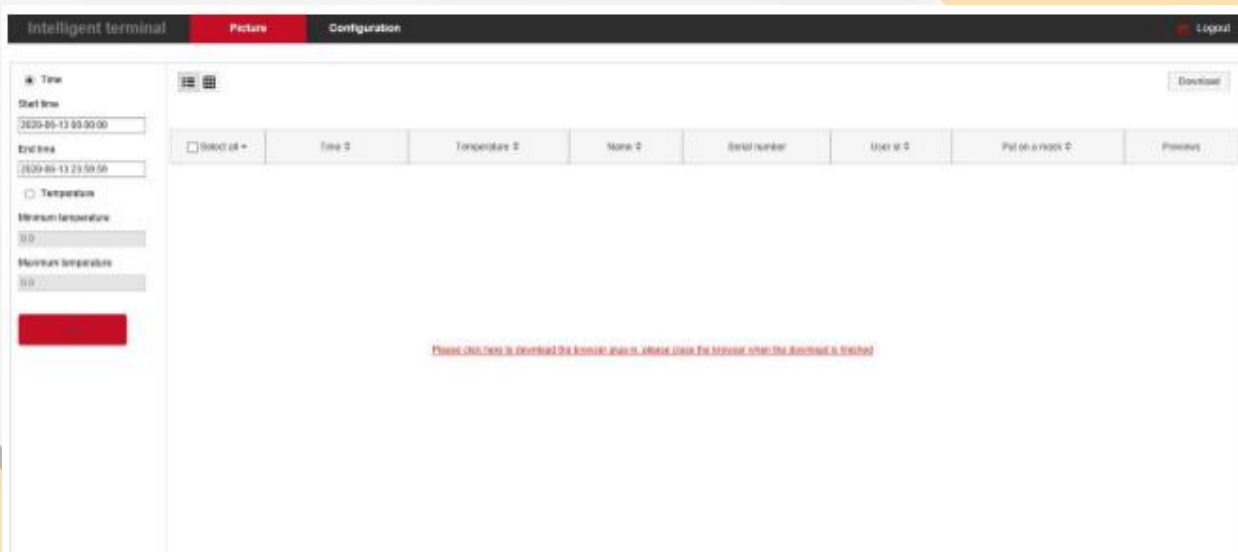 Intelligent terminal Picture Configuration Logout
Time
Download
Start time
2020-06-13 00:00:00
Select all Time Temperature Name Serial number User id Put on a mask Previews
End time
2020-06-13 23:59:59
Temperature
Minimum temperature
0.0
Maximum temperature
0.0
Please click here to download the browser plug-in, please close the browser when the download is finished